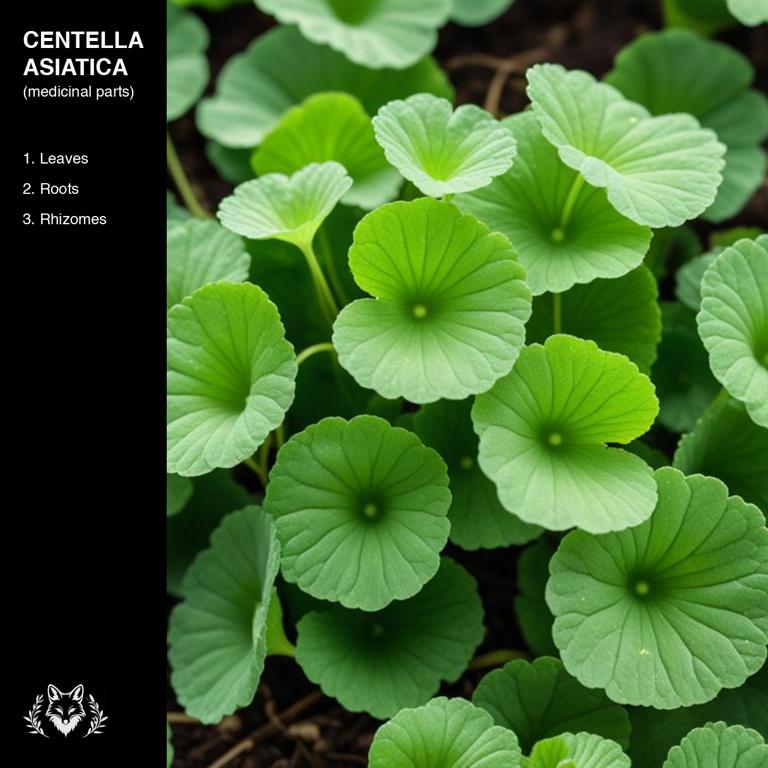 CENTELLA
ASIATICA
(medicinal parts)
1. Leaves
2. Roots
3. Rhizomes